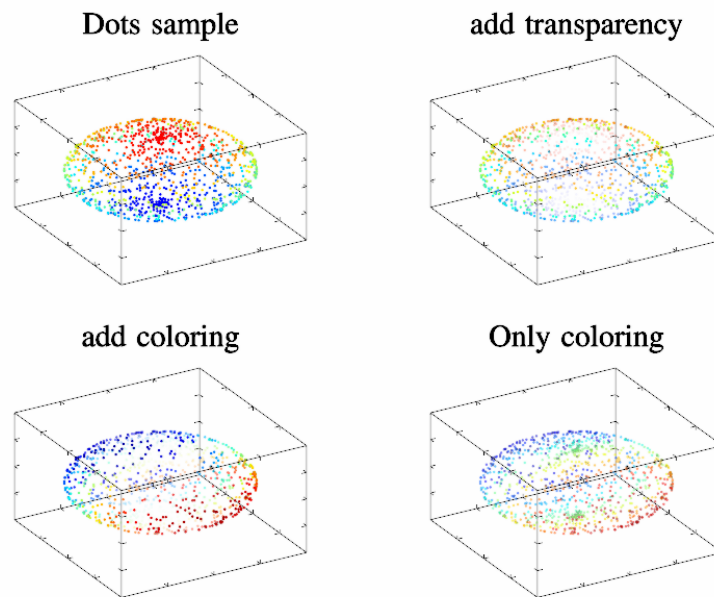 Dots sample
add transparency
add coloring
Only coloring